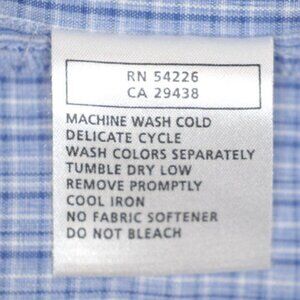 RN 54226
CA 29438
MACHINE WASH COLD
DELICATE CYCLE
WASH COLORS SEPARATELY
TUMBLE DRY LOW
REMOVE PROMPTLY
COOL IRON
NO FABRIC SOFTENER
DO NOT BLEACH